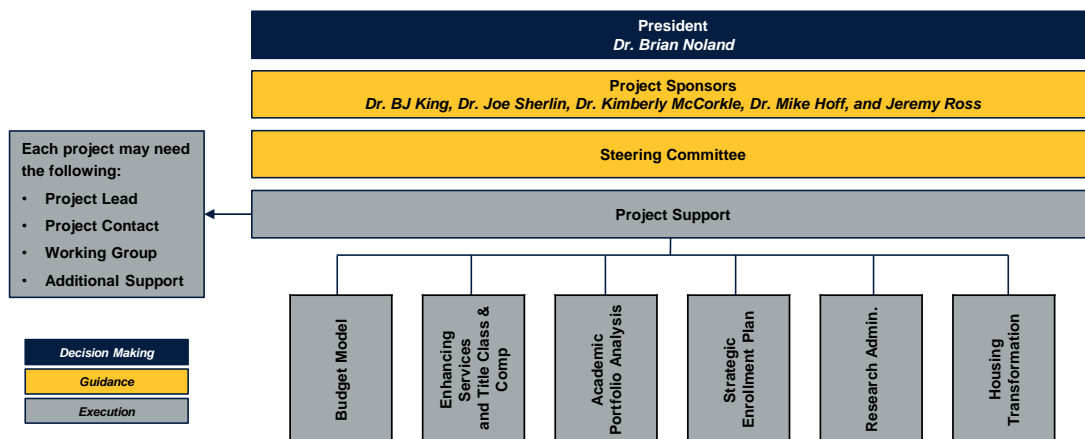 President
Dr. Brian Noland
Project Sponsors
Dr. BJ King, Dr. Joe Sherlin, Dr. Kimberly McCorkle, Dr. Mike Hoff, and Jeremy Ross
Steering Committee
Project Support
Each project may need
the following:
• Project Lead
• Project Contact
• Working Group
• Additional Support
Budget Model
Enhancing
Services
and Title Class &
Comp
Academic
Portfolio Analysis
Strategic
Enrollment Plan
Research Admin.
Housing
Transformation
Decision Making
Guidance
Execution